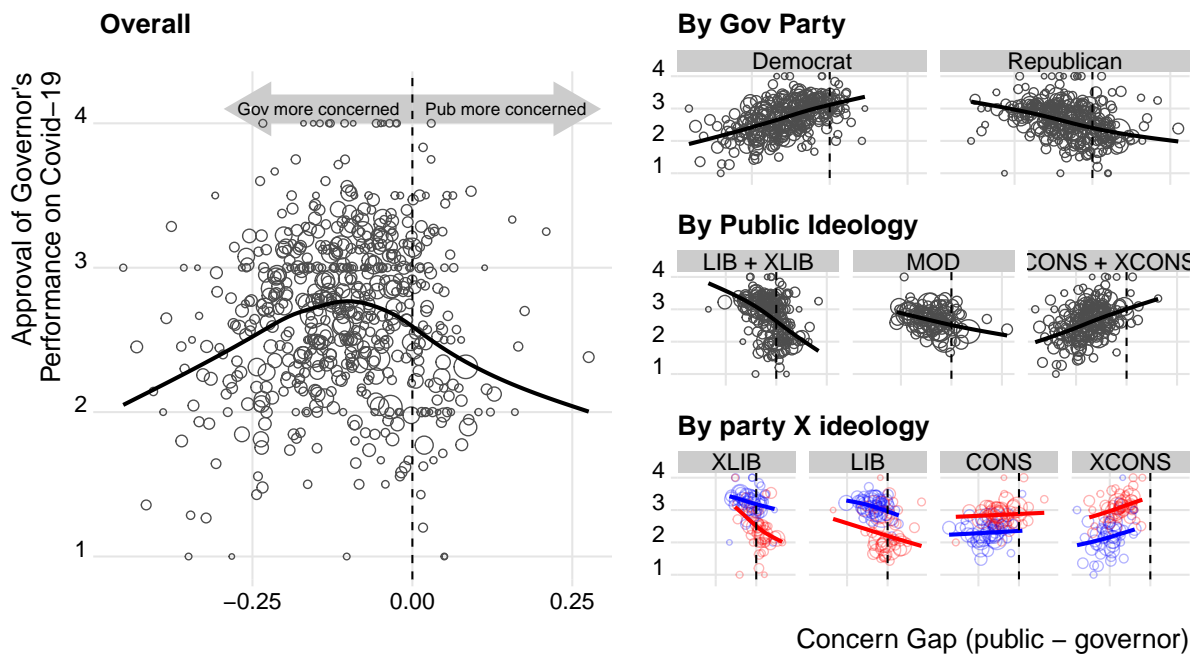 Overall
Approval of Governor's
Performance on Covid−19
Gov more concerned
Pub more concerned
4
3
2
1
−0.25
0.00
0.25
By Gov Party
Democrat
Republican
4
3
2
1
By Public Ideology
LIB + XLIB
MOD
CONS + XCONS
4
3
2
1
By party X ideology
XLIB
LIB
CONS
XCONS
4
3
2
1
Concern Gap (public − governor)